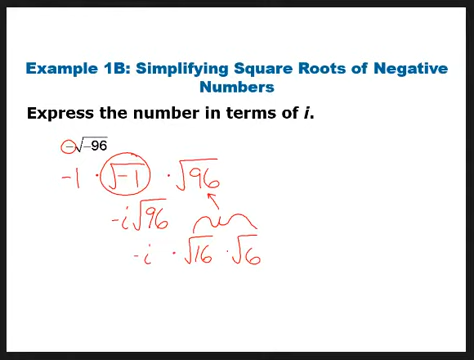 Example 1B: Simplifying Square Roots of Negative
Numbers
Express the number in terms of i.
−√−96
-1 · √-1 · √96
-i√96
-i · √16 · √6